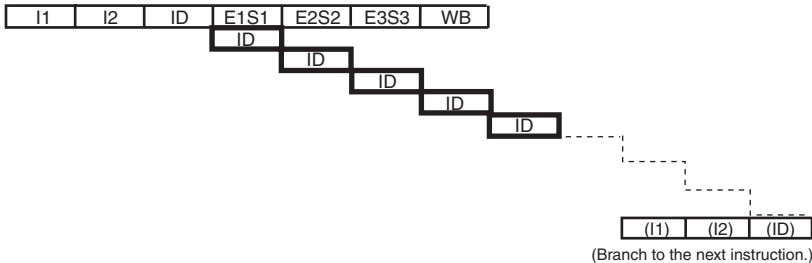 I1 I2 ID E1S1 E2S2 E3S3 WB
ID
ID
ID
ID
ID
(I1) (I2) (ID)
(Branch to the next instruction.)